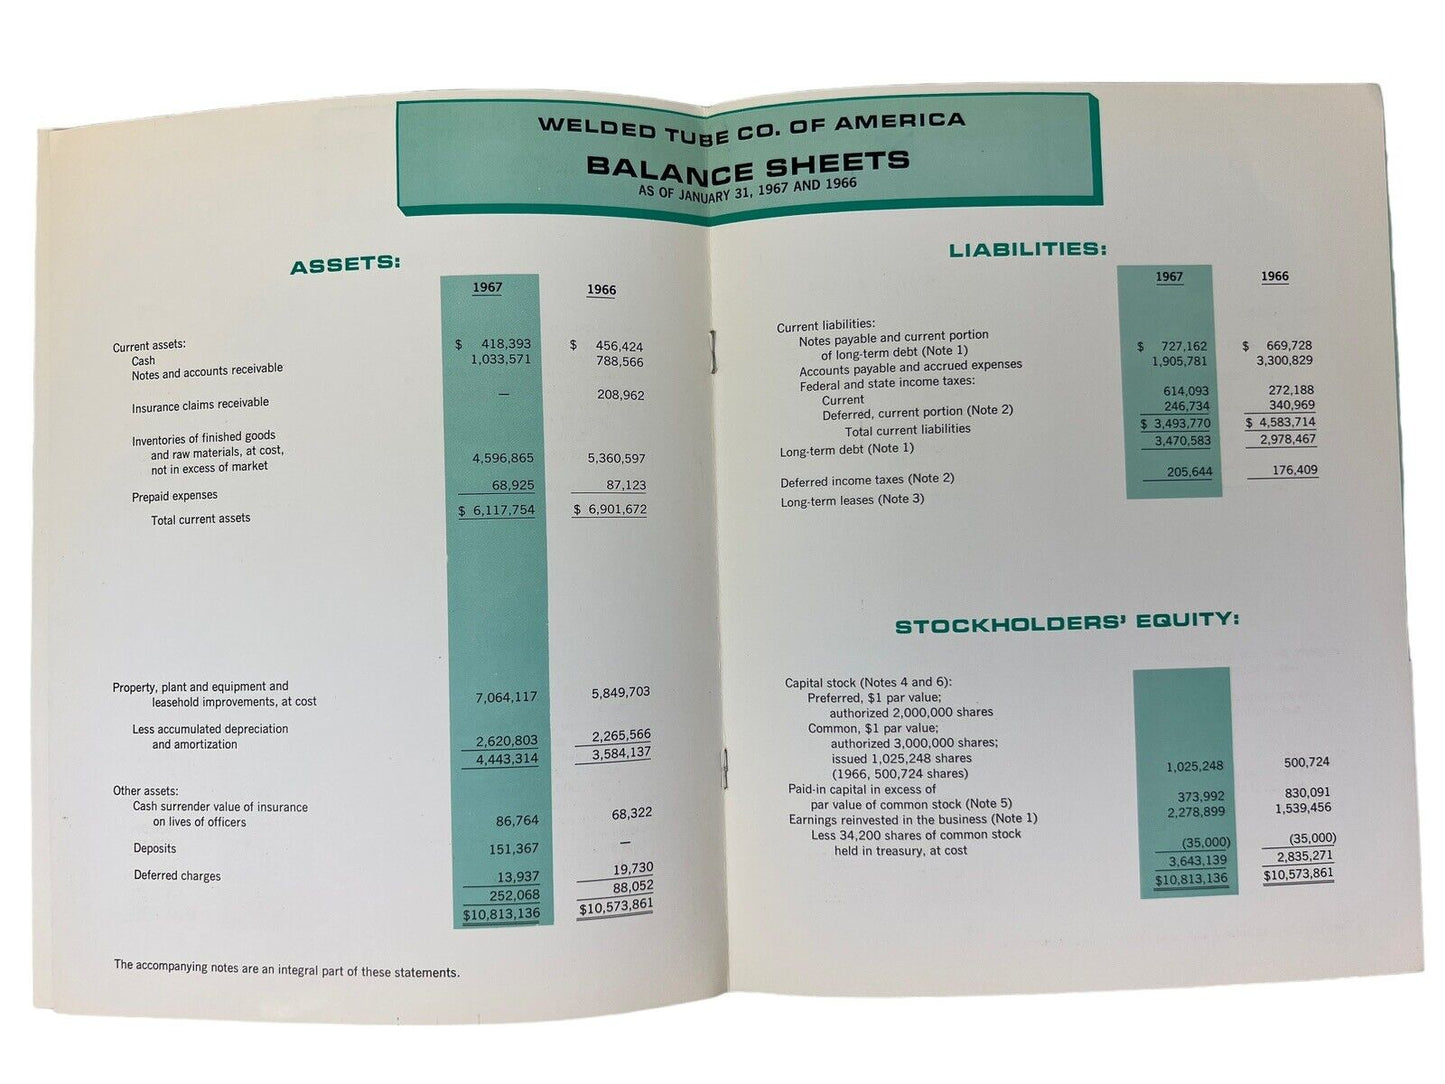 WELDED TUBE CO. OF AMERICA
BALANCE SHEETS
AS OF JANUARY 31, 1967 AND 1966
ASSETS:
1967 1966
Current assets:
Cash $ 418,393 $ 456,424
Notes and accounts receivable 1,033,571 788,566
Insurance claims receivable — 208,962
Inventories of finished goods
and raw materials, at cost,
not in excess of market 4,596,865 5,360,597
Prepaid expenses 68,925 87,123
Total current assets $ 6,117,754 $ 6,901,672
Property, plant and equipment and
leasehold improvements, at cost 7,064,117 5,849,703
Less accumulated depreciation
and amortization 2,620,803 2,265,566
4,443,314 3,584,137
Other assets:
Cash surrender value of insurance
on lives of officers 86,764 68,322
Deposits 151,367 —
Deferred charges 13,937 19,730
252,068 88,052
$10,813,136 $10,573,861
The accompanying notes are an integral part of these statements.
LIABILITIES:
1967 1966
Current liabilities:
Notes payable and current portion
of long-term debt (Note 1) $ 727,162 $ 669,728
Accounts payable and accrued expenses 1,905,781 3,300,829
Federal and state income taxes:
Current 614,093 272,188
Deferred, current portion (Note 2) 246,734 340,969
Total current liabilities $ 3,493,770 $ 4,583,714
Long-term debt (Note 1) 3,470,583 2,978,467
Deferred income taxes (Note 2) 205,644 176,409
Long-term leases (Note 3)
STOCKHOLDERS' EQUITY:
Capital stock (Notes 4 and 6):
Preferred, $1 par value;
authorized 2,000,000 shares
Common, $1 par value;
authorized 3,000,000 shares;
issued 1,025,248 shares
(1966, 500,724 shares) 1,025,248 500,724
Paid-in capital in excess of
par value of common stock (Note 5) 373,992 830,091
Earnings reinvested in the business (Note 1) 2,278,899 1,539,456
Less 34,200 shares of common stock
held in treasury, at cost (35,000) (35,000)
3,643,139 2,835,271
$10,813,136 $10,573,861